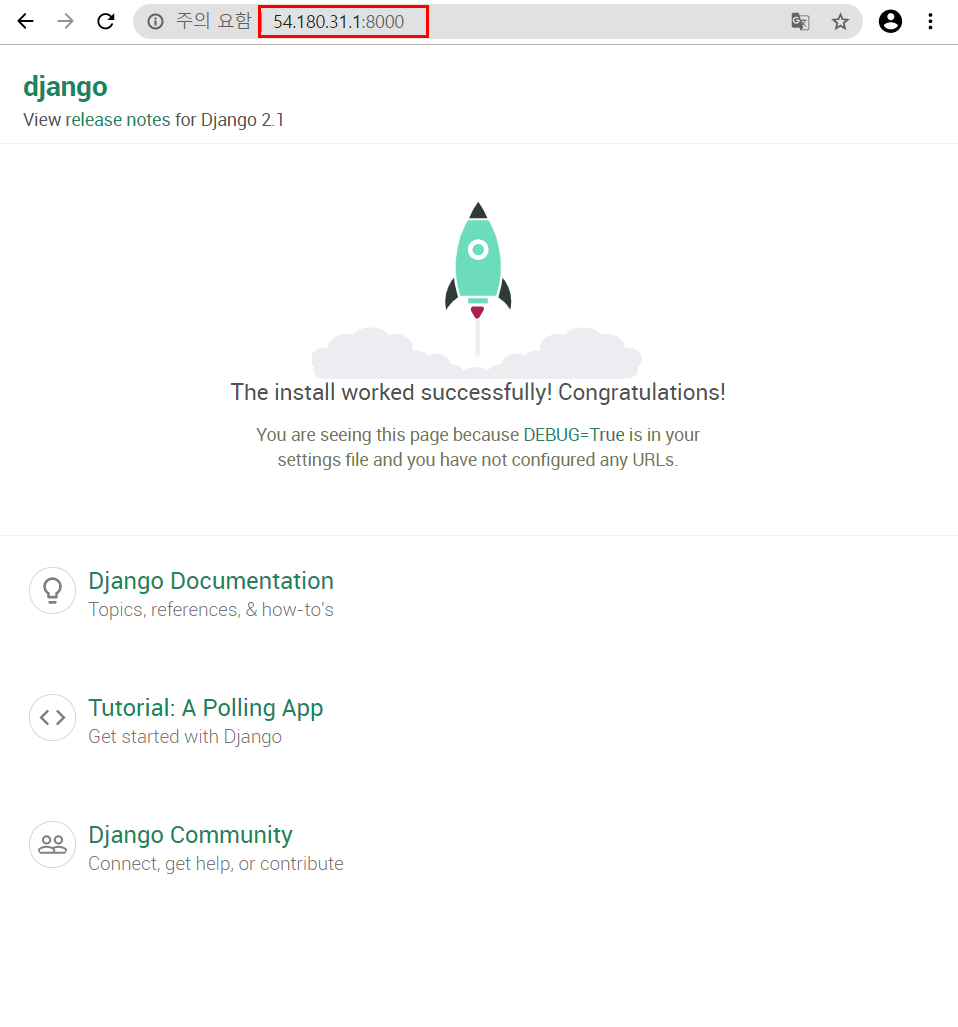 주의 요함 54.180.31.1:8000
django
View release notes for Django 2.1
The install worked successfully! Congratulations!
You are seeing this page because DEBUG=True is in your
settings file and you have not configured any URLs.
Django Documentation
Topics, references, & how-to's
Tutorial: A Polling App
Get started with Django
Django Community
Connect, get help, or contribute